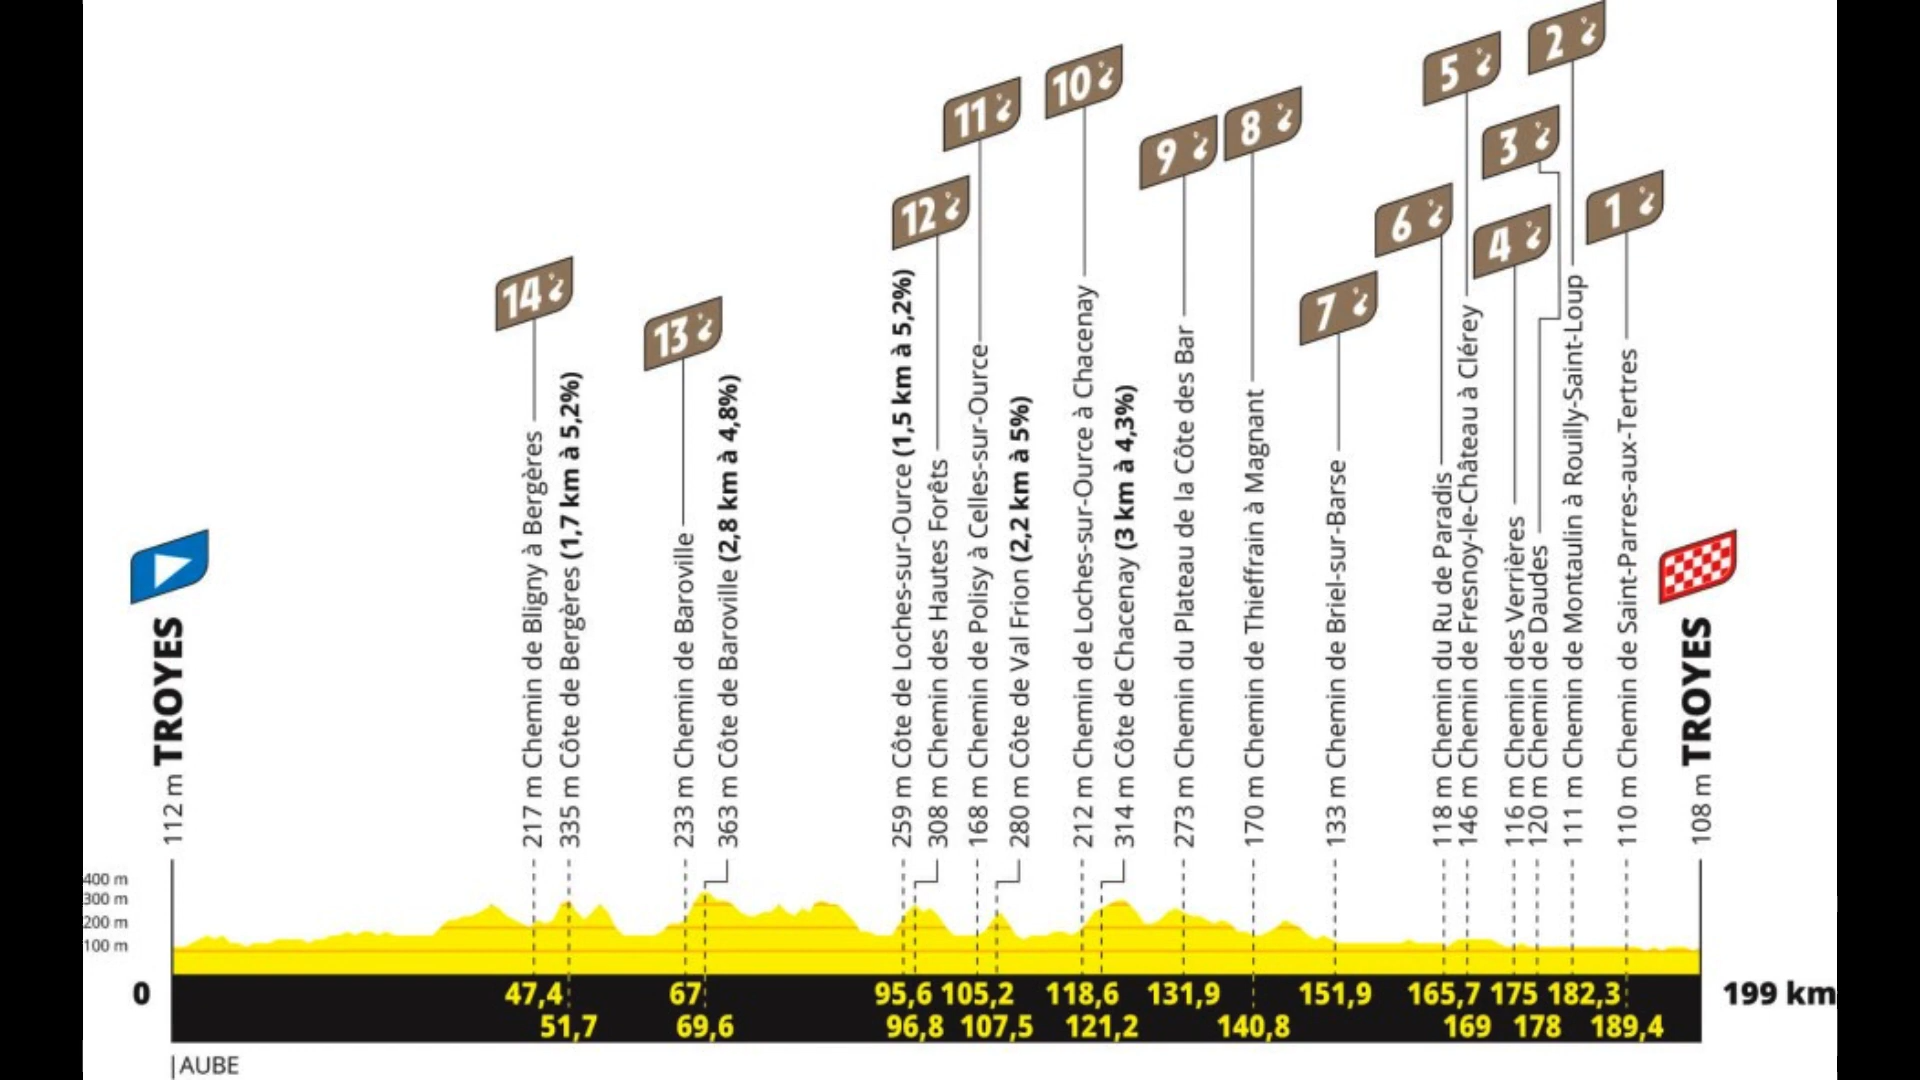 14
13
12
11
10
9
8
7
6
5
4
3
2
1
112 m TROYES
217 m Chemin de Bligny à Bergères
335 m Côte de Bergères (1,7 km à 5,2%)
233 m Chemin de Baroville
363 m Côte de Baroville (2,8 km à 4,8%)
259 m Côte de Loches-sur-Ource (1,5 km à 5,2%)
308 m Chemin des Hautes Forêts
168 m Chemin de Polisy à Celles-sur-Ource
280 m Côte de Val Frion (2,2 km à 5%)
212 m Chemin de Loches-sur-Ource à Chacenay
314 m Côte de Chacenay (3 km à 4,3%)
273 m Chemin du Plateau de la Côte des Bar
170 m Chemin de Thieffrain à Magnant
133 m Chemin de Briel-sur-Barse
118 m Chemin du Ru de Paradis
146 m Chemin de Fresnoy-le-Château à Clérey
116 m Chemin des Verrières
120 m Chemin de Daudes
111 m Chemin de Montaulin à Rouilly-Saint-Loup
110 m Chemin de Saint-Parres-aux-Tertres
108 m TROYES
400 m
300 m
200 m
100 m
0 47,4 67 95,6 105,2 118,6 131,9 151,9 165,7 175 182,3 199 km
51,7 69,6 96,8 107,5 121,2 140,8 169 178 189,4
AUBE